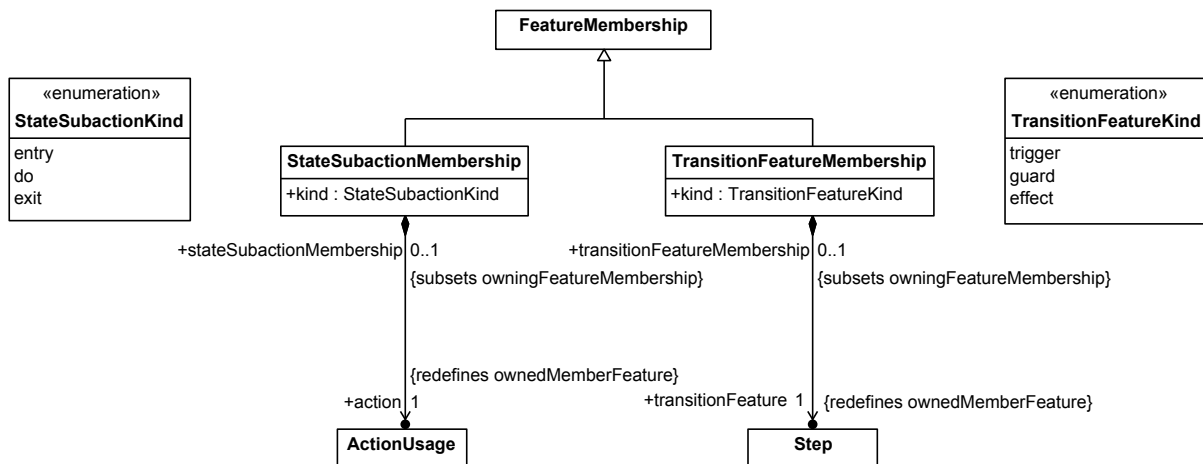 FeatureMembership
«enumeration»
StateSubactionKind
entry
do
exit
«enumeration»
TransitionFeatureKind
trigger
guard
effect
StateSubactionMembership
+kind : StateSubactionKind
TransitionFeatureMembership
+kind : TransitionFeatureKind
+stateSubactionMembership 0..1
{subsets owningFeatureMembership}
+transitionFeatureMembership 0..1
{subsets owningFeatureMembership}
{redefines ownedMemberFeature}
+action 1
+transitionFeature 1
{redefines ownedMemberFeature}
ActionUsage
Step